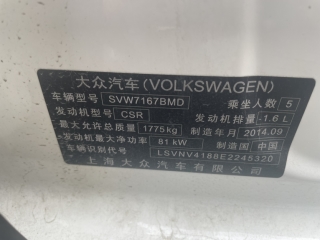 大众汽车(VOLKSWAGEN)
车辆型号 SVW7167BMD 乘坐人数 5
发动机型号 CSR 发动机排量 1.6 L
最大允许总质量 1775kg 制造年月 2014.09
发动机最大净功率 81 kW 制造国 中国
车辆识别代号 LSVNV4188E2245320
上海大众汽车有限公司